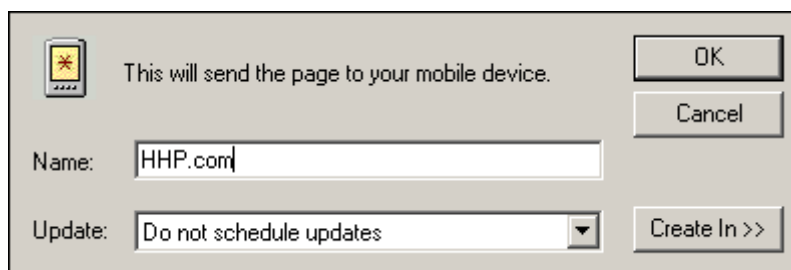 This will send the page to your mobile device.
OK
Cancel
Name: HHP.com
Update: Do not schedule updates
Create In >>